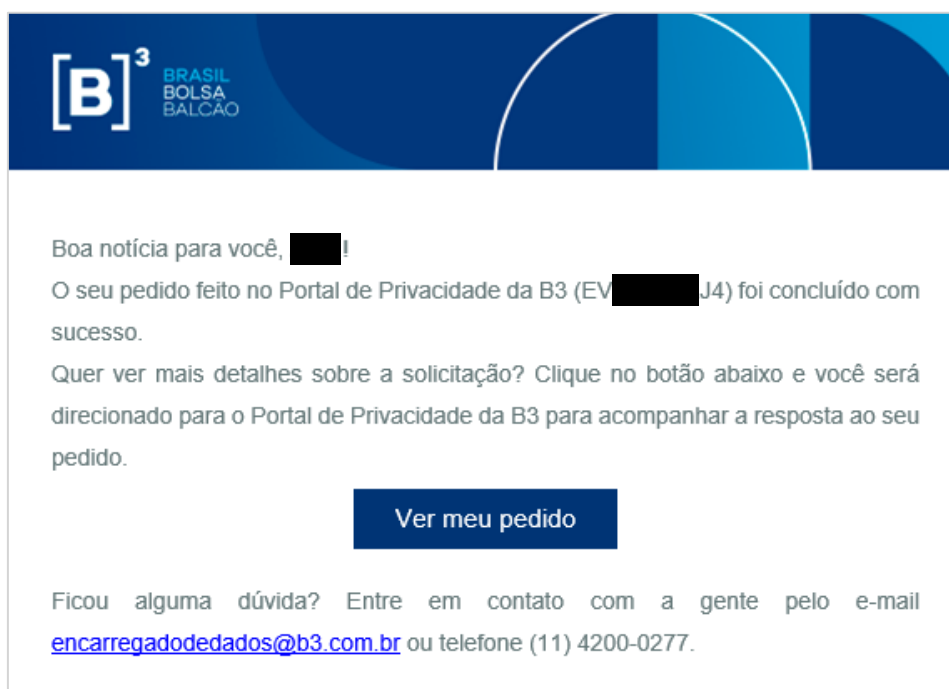 [B]³ BRASIL
BOLSA
BALCÃO
Boa notícia para você, !
O seu pedido feito no Portal de Privacidade da B3 (EV J4) foi concluído com
sucesso.
Quer ver mais detalhes sobre a solicitação? Clique no botão abaixo e você será
direcionado para o Portal de Privacidade da B3 para acompanhar a resposta ao seu
pedido.
Ver meu pedido
Ficou alguma dúvida? Entre em contato com a gente pelo e-mail
encarregadodedados@b3.com.br ou telefone (11) 4200-0277.